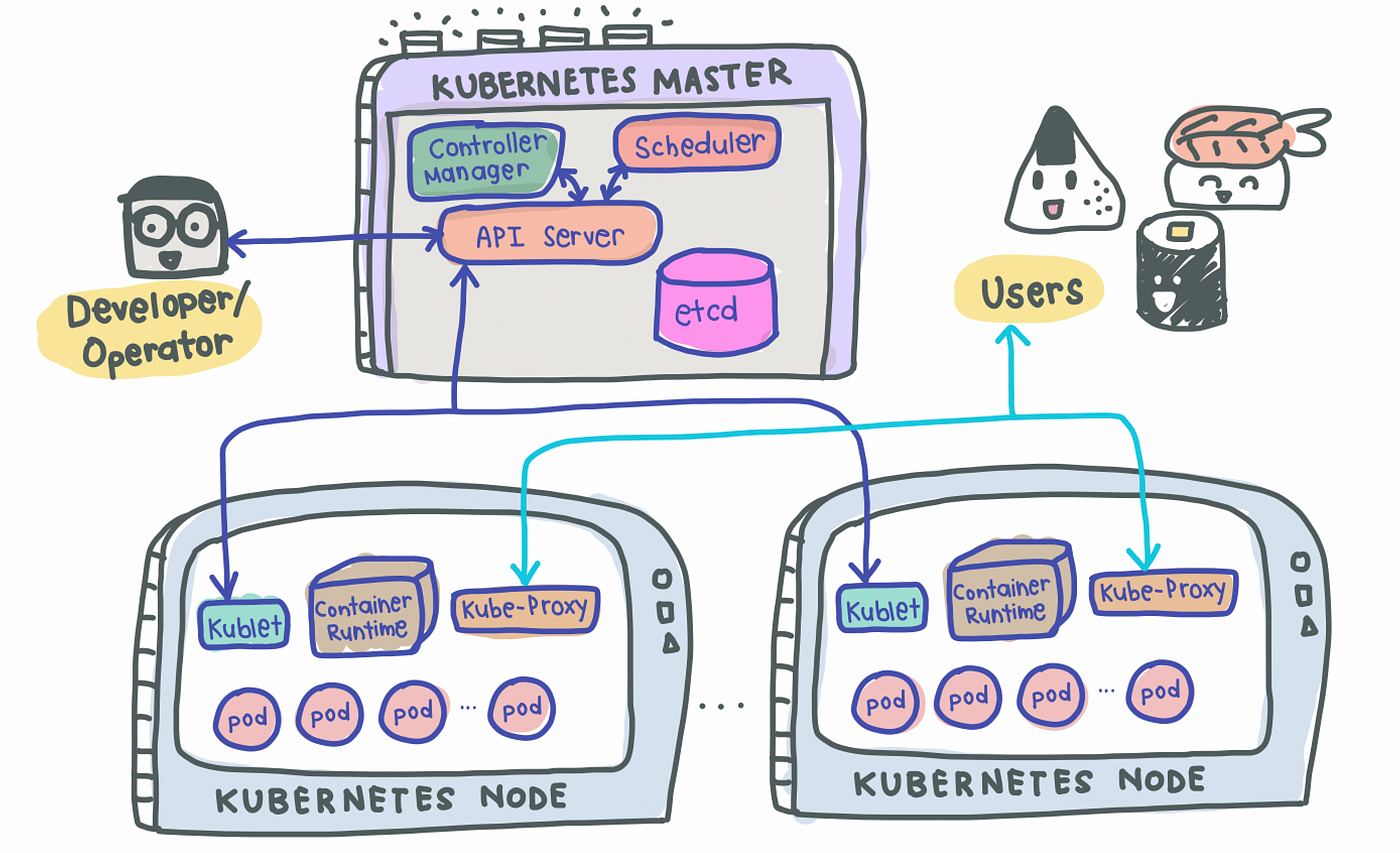 KUBERNETES MASTER
Controller
Manager
Scheduler
API Server
etcd
Developer/
Operator
Users
Kublet
Container
Runtime
Kube-Proxy
pod
pod
pod
...
pod
KUBERNETES NODE
...
Kublet
Container
Runtime
Kube-Proxy
pod
pod
pod
...
pod
KUBERNETES NODE